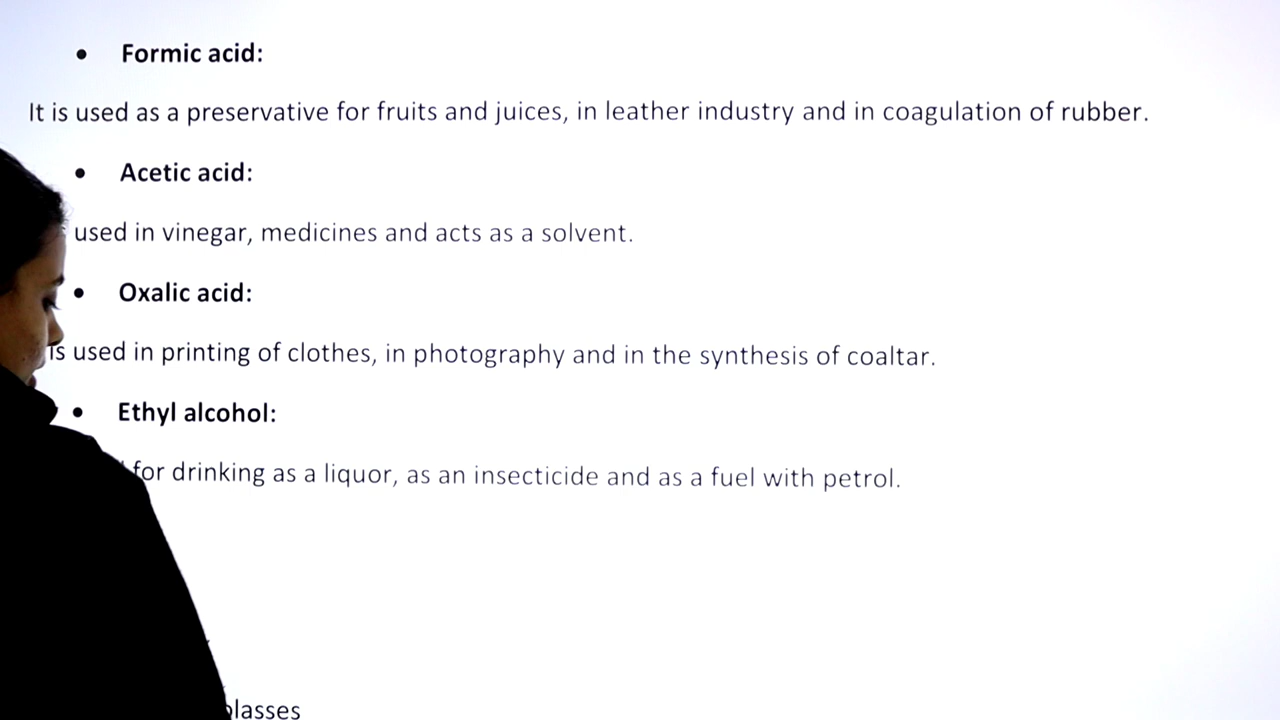 • Formic acid:
It is used as a preservative for fruits and juices, in leather industry and in coagulation of rubber.
• Acetic acid:
used in vinegar, medicines and acts as a solvent.
• Oxalic acid:
is used in printing of clothes, in photography and in the synthesis of coaltar.
• Ethyl alcohol:
for drinking as a liquor, as an insecticide and as a fuel with petrol.